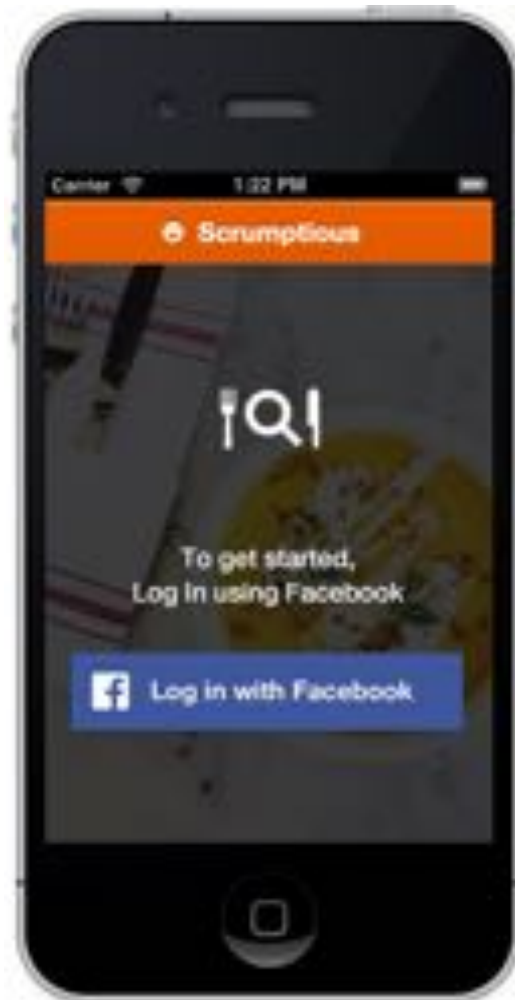 Carrier 1:22 PM
Scrumptious
To get started,
Log In using Facebook
f Log in with Facebook